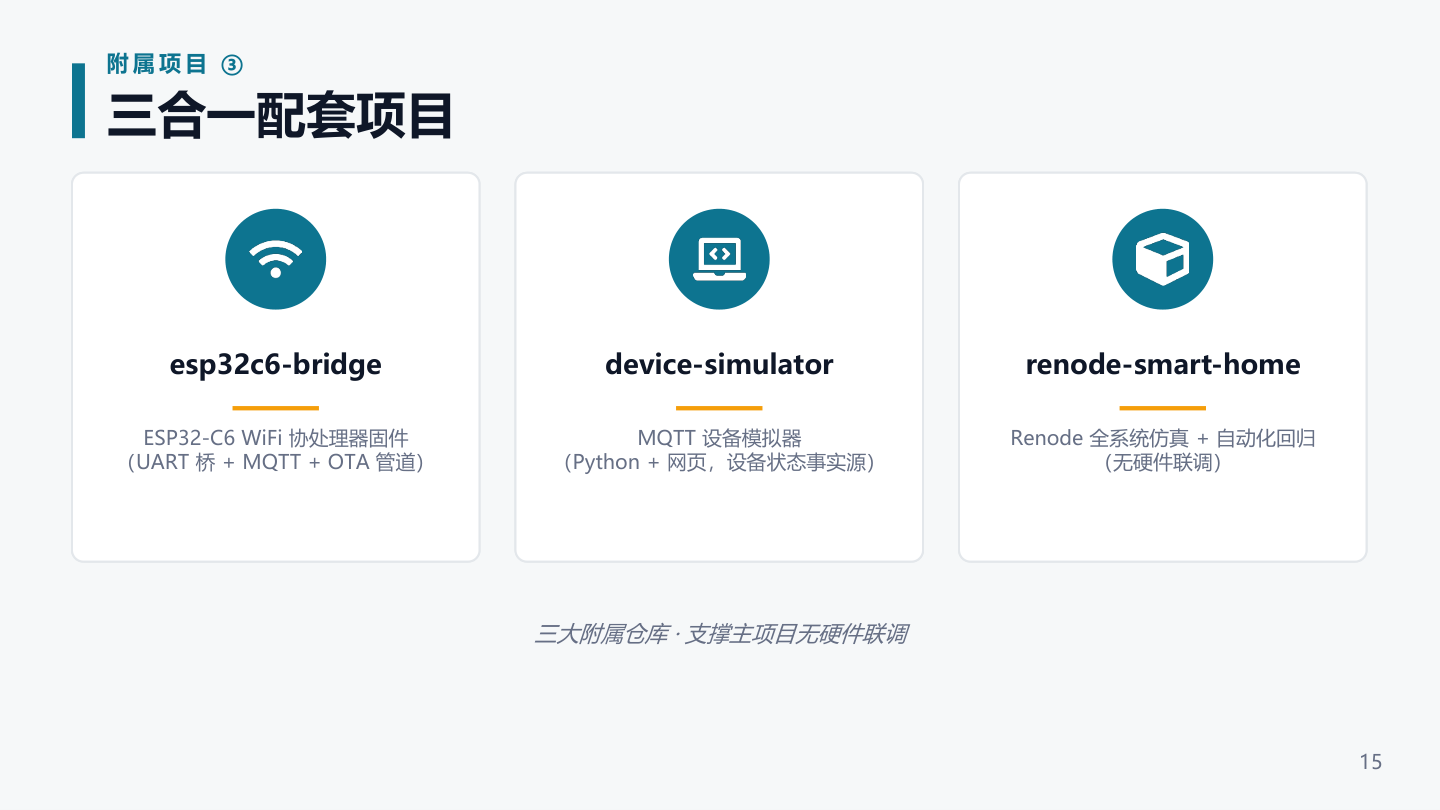 附属项目 ③
三合一配套项目
esp32c6-bridge
ESP32-C6 WiFi 协处理器固件
(UART 桥 + MQTT + OTA 管道)
device-simulator
MQTT 设备模拟器
(Python + 网页，设备状态事实源)
renode-smart-home
Renode 全系统仿真 + 自动化回归
(无硬件联调)
三大附属仓库 · 支撑主项目无硬件联调
15